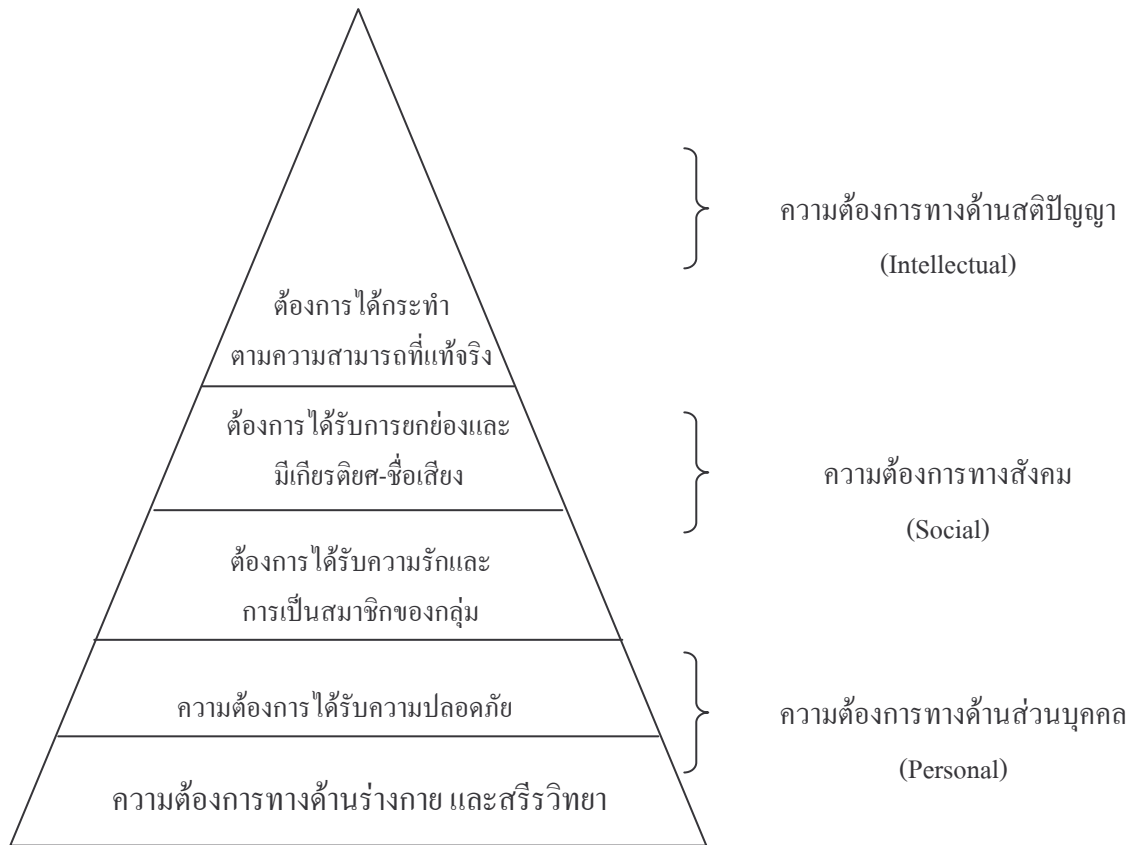 ความต้องการทางด้านสติปัญญา
(Intellectual)
ต้องการได้กระทำ
ตามความสามารถที่แท้จริง
ต้องการได้รับการยกย่องและ
มีเกียรติยศ-ชื่อเสียง
ความต้องการทางสังคม
(Social)
ต้องการได้รับความรักและ
การเป็นสมาชิกของกลุ่ม
ความต้องการได้รับความปลอดภัย
ความต้องการทางด้านส่วนบุคคล
(Personal)
ความต้องการทางด้านร่างกาย และสรีรวิทยา